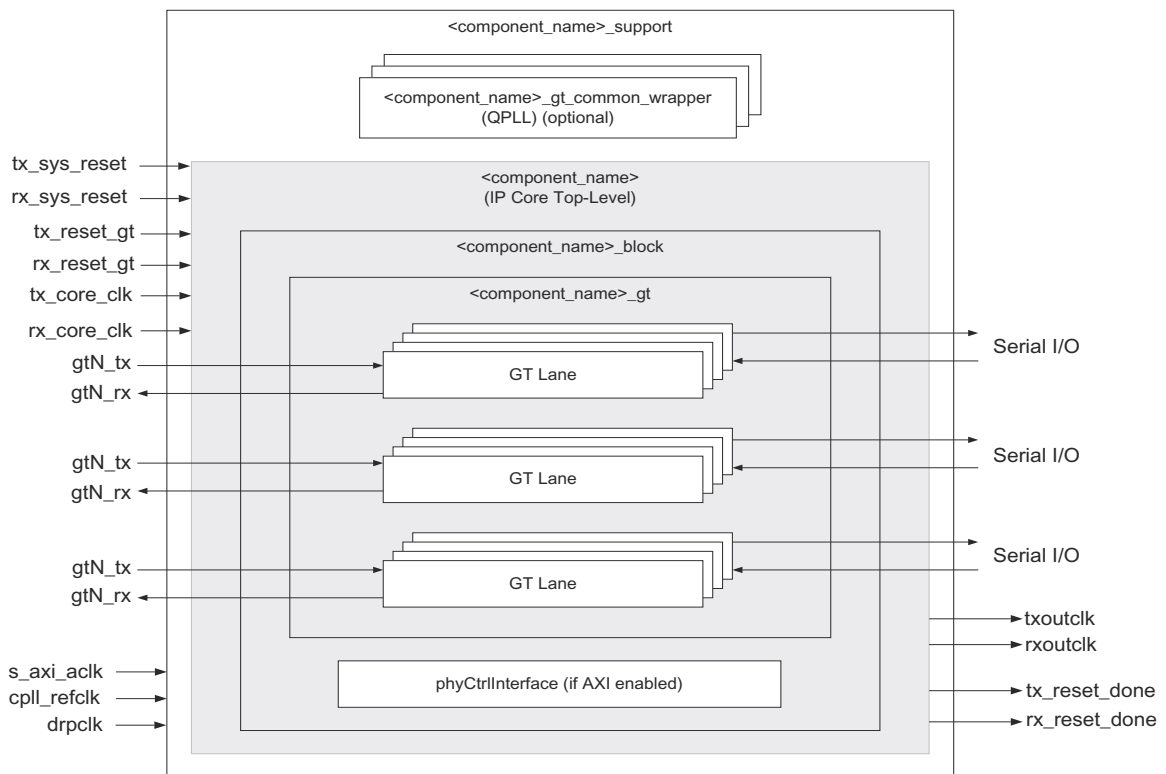 <component_name>_support
<component_name>_gt_common_wrapper
(QPLL) (optional)
tx_sys_reset
rx_sys_reset
tx_reset_gt
rx_reset_gt
tx_core_clk
rx_core_clk
<component_name>
(IP Core Top-Level)
<component_name>_block
<component_name>_gt
gtN_tx
gtN_rx
GT Lane
Serial I/O
gtN_tx
gtN_rx
GT Lane
Serial I/O
gtN_tx
gtN_rx
GT Lane
Serial I/O
txoutclk
rxoutclk
s_axi_aclk
cpll_refclk
drpclk
phyCtrlInterface (if AXI enabled)
tx_reset_done
rx_reset_done